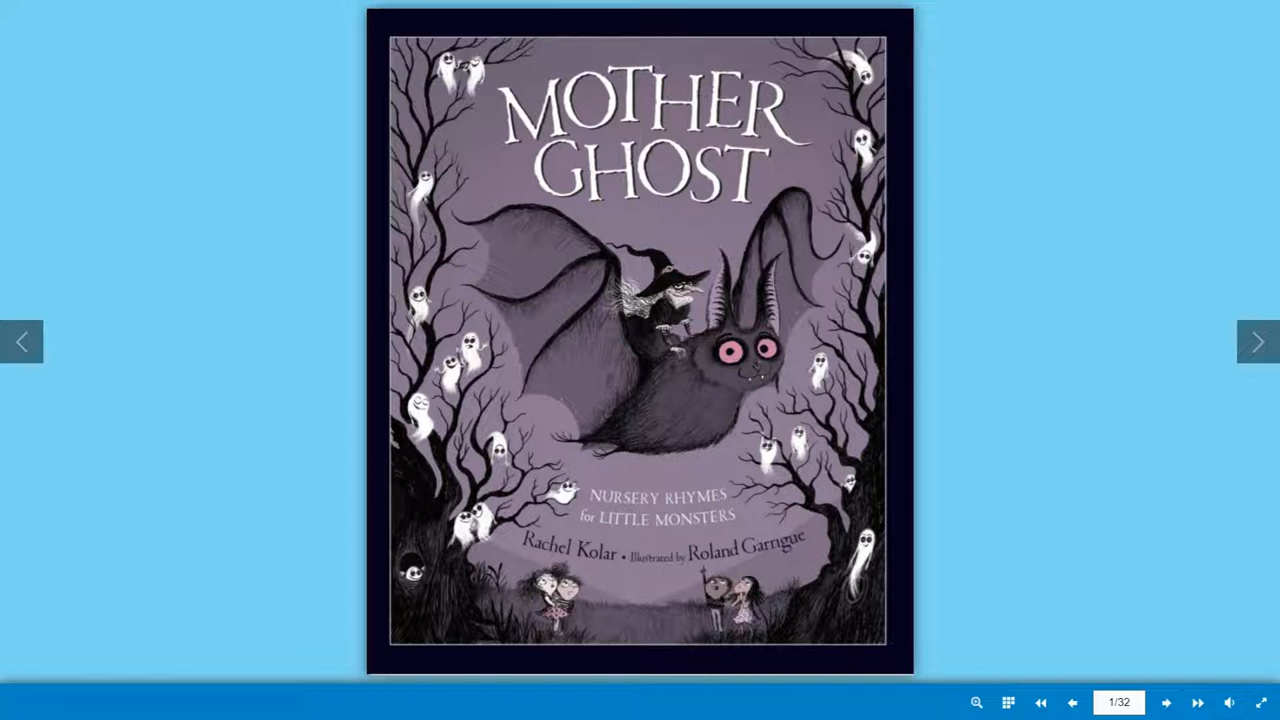 MOTHER
GHOST
NURSERY RHYMES
for LITTLE MONSTERS
Rachel Kolar • Illustrated by Roland Garrigue
1/32